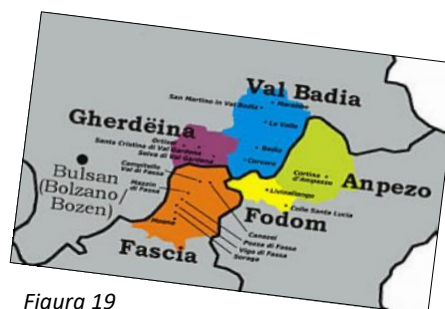 Val Badia
San Martino in Val Badia
Marebbe
La Valle
Badia
Corvara
Gherdëina
Ortisei
Santa Cristina di Val Gardena
Selva di Val Gardena
Bulsan
(Bolzano/
Bozen)
Campitello
Val di Fassa
Mazzin
di Fassa
Moena
Fascia
Canazei
Pozza di Fassa
Vigo di Fassa
Soraga
Cortina
d'Ampezzo
Anpezo
Livinallongo
Colle Santa Lucia
Fodom
Figura 19